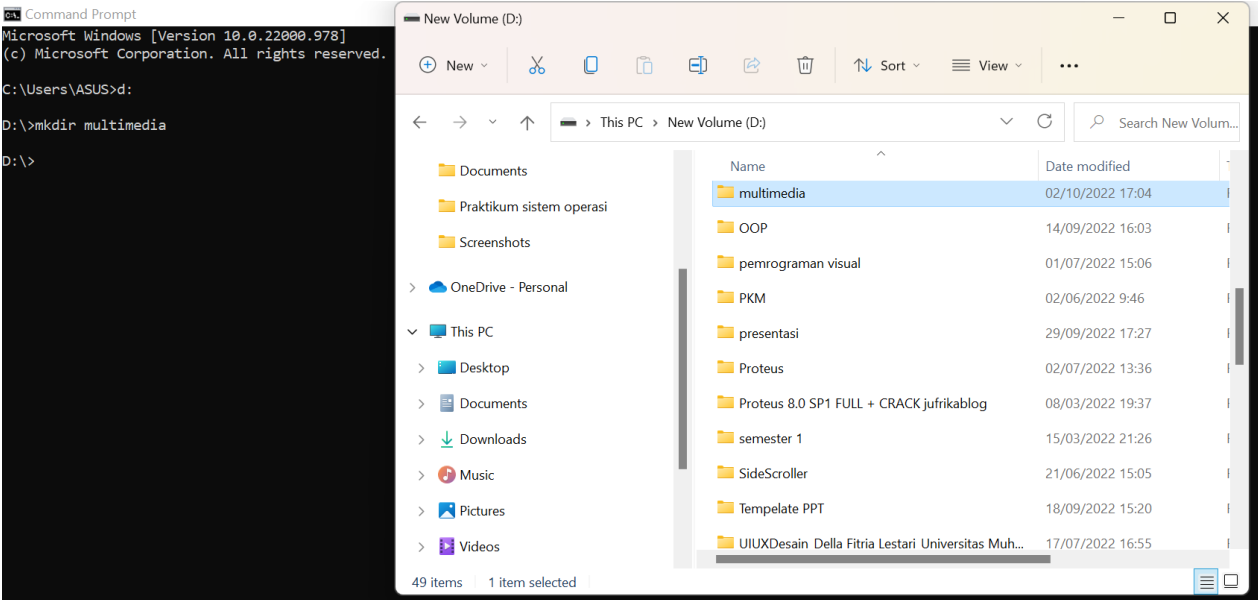 Command Prompt
Microsoft Windows [Version 10.0.22000.978]
(c) Microsoft Corporation. All rights reserved.
C:\Users\ASUS>d:
D:\>mkdir multimedia
D:\>
New Volume (D:)
New
Sort
View
This PC
New Volume (D:)
Search New Volum...
Documents
Praktikum sistem operasi
Screenshots
OneDrive - Personal
This PC
Desktop
Documents
Downloads
Music
Pictures
Videos
Name Date modified
multimedia 02/10/2022 17:04
OOP 14/09/2022 16:03
pemrograman visual 01/07/2022 15:06
PKM 02/06/2022 9:46
presentasi 29/09/2022 17:27
Proteus 02/07/2022 13:36
Proteus 8.0 SP1 FULL + CRACK jufrikablog 08/03/2022 19:37
semester 1 15/03/2022 21:26
SideScroller 21/06/2022 15:05
Tempelate PPT 18/09/2022 15:20
UIUXDesain_Della Fitria Lestari_Universitas Muh... 17/07/2022 16:55
49 items 1 item selected